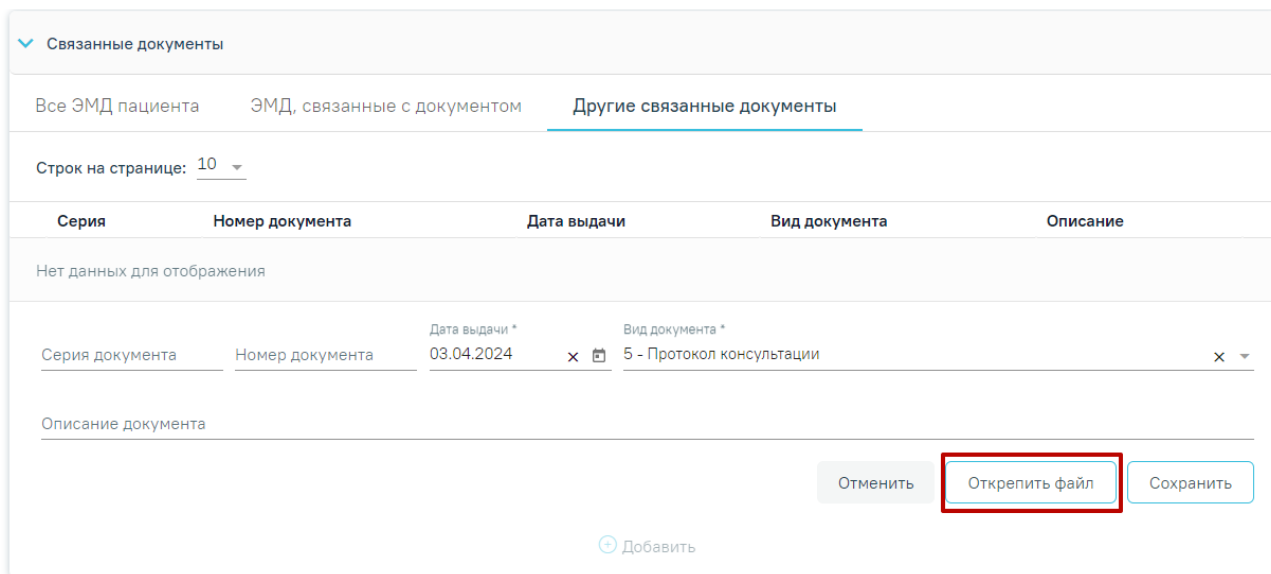 Связанные документы
Все ЭМД пациента ЭМД, связанные с документом Другие связанные документы
Строк на странице: 10
Серия Номер документа Дата выдачи Вид документа Описание
Нет данных для отображения
Дата выдачи * Вид документа *
Серия документа Номер документа 03.04.2024 5 - Протокол консультации
Описание документа
Отменить Открепить файл Сохранить
Добавить